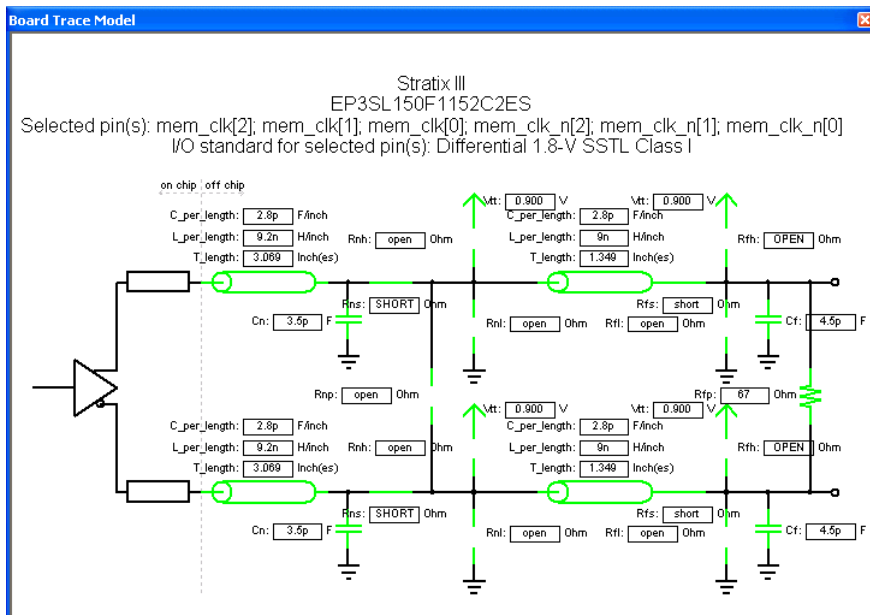 Board Trace Model
Stratix III
EP3SL150F1152C2ES
Selected pin(s): mem_clk[2]; mem_clk[1]; mem_clk[0]; mem_clk_n[2]; mem_clk_n[1]; mem_clk_n[0]
I/O standard for selected pin(s): Differential 1.8-V SSTL Class I
on chip off chip
Vtt: 0.900 V Vtt: 0.900 V
C_per_length: 2.8p F/inch C_per_length: 2.8p F/inch
L_per_length: 9.2n H/inch Rnh: open Ohm L_per_length: 9n H/inch Rfh: OPEN Ohm
T_length: 3.069 Inch(es) T_length: 1.349 Inch(es)
Rns: SHORT Ohm Rfs: short Ohm
Cn: 3.5p F Rnl: open Ohm Rfl: open Ohm Cf: 4.5p F
Rnp: open Ohm Rfp: 67 Ohm
Vtt: 0.900 V Vtt: 0.900 V
C_per_length: 2.8p F/inch C_per_length: 2.8p F/inch
L_per_length: 9.2n H/inch Rnh: open Ohm L_per_length: 9n H/inch Rfh: OPEN Ohm
T_length: 3.069 Inch(es) T_length: 1.349 Inch(es)
Rns: SHORT Ohm Rfs: short Ohm
Cn: 3.5p F Rnl: open Ohm Rfl: open Ohm Cf: 4.5p F